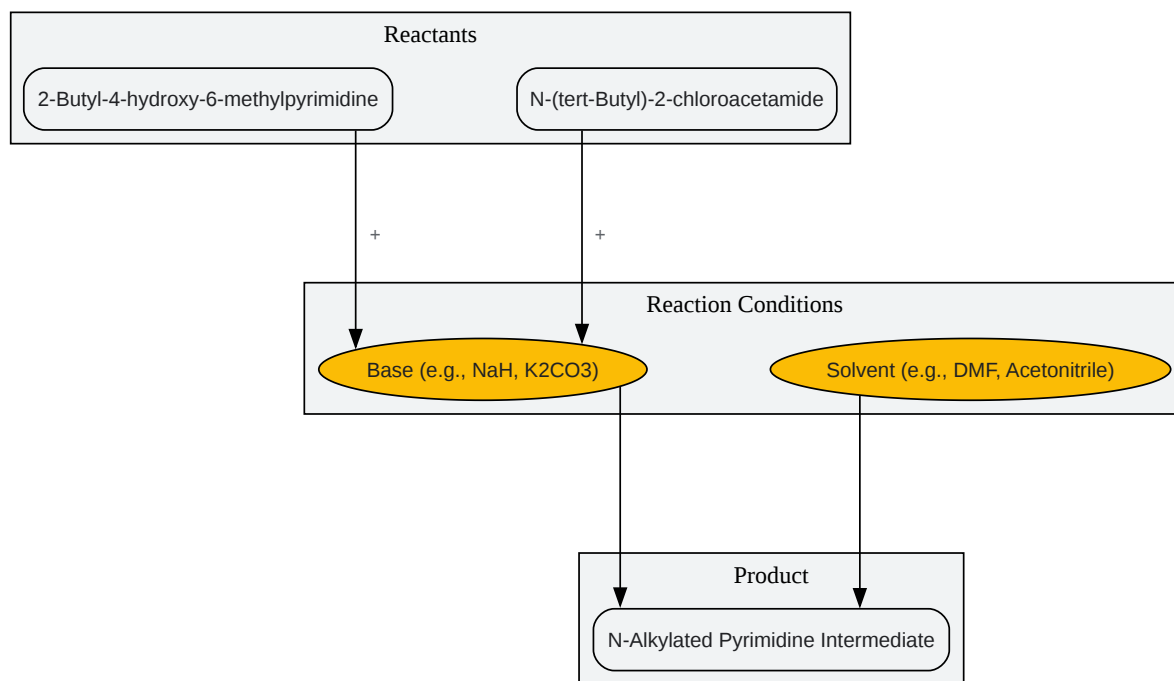 Reactants
2-Butyl-4-hydroxy-6-methylpyrimidine
N-(tert-Butyl)-2-chloroacetamide
+
+
Reaction Conditions
Base (e.g., NaH, K2CO3)
Solvent (e.g., DMF, Acetonitrile)
Product
N-Alkylated Pyrimidine Intermediate